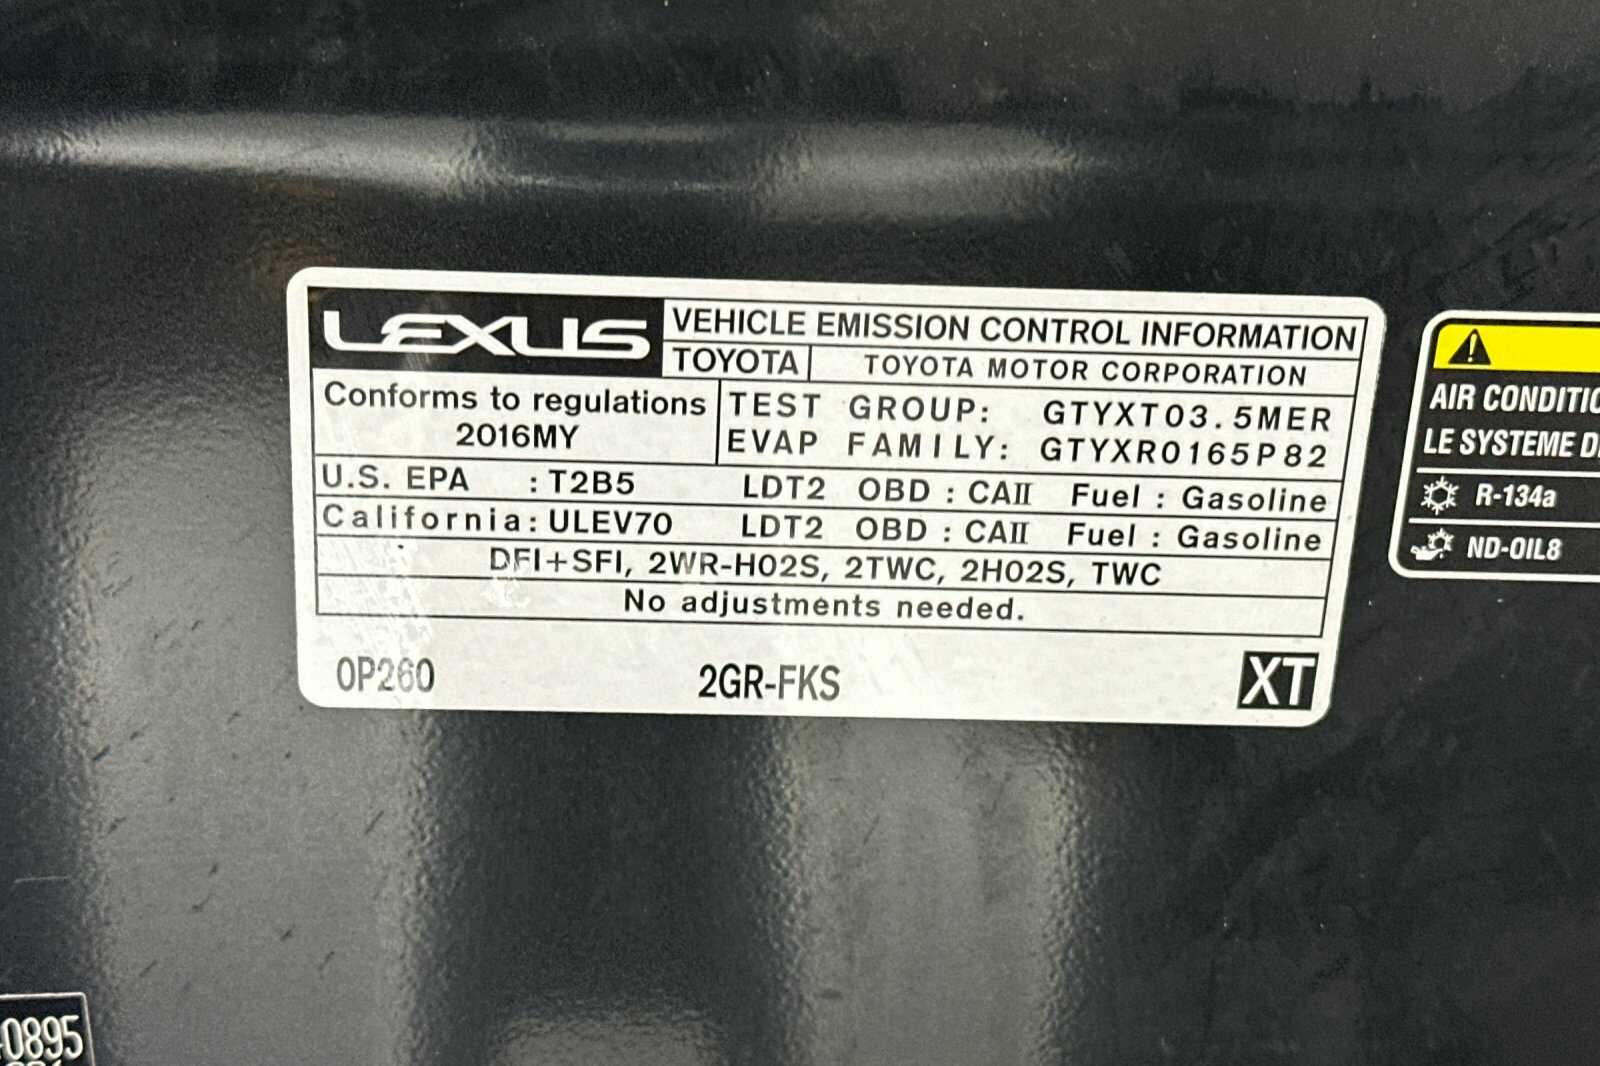 LEXUS VEHICLE EMISSION CONTROL INFORMATION
TOYOTA TOYOTA MOTOR CORPORATION
Conforms to regulations
2016MY
TEST GROUP: GTYXT03.5MER
EVAP FAMILY: GTYXR0165P82
U.S. EPA : T2B5 LDT2 OBD : CAII Fuel : Gasoline
California: ULEV70 LDT2 OBD : CAII Fuel : Gasoline
DFI+SFI, 2WR-HO2S, 2TWC, 2HO2S, TWC
No adjustments needed.
0P260 2GR-FKS XT
AIR CONDITIO
LE SYSTEME D
R-134a
ND-OIL8
0895